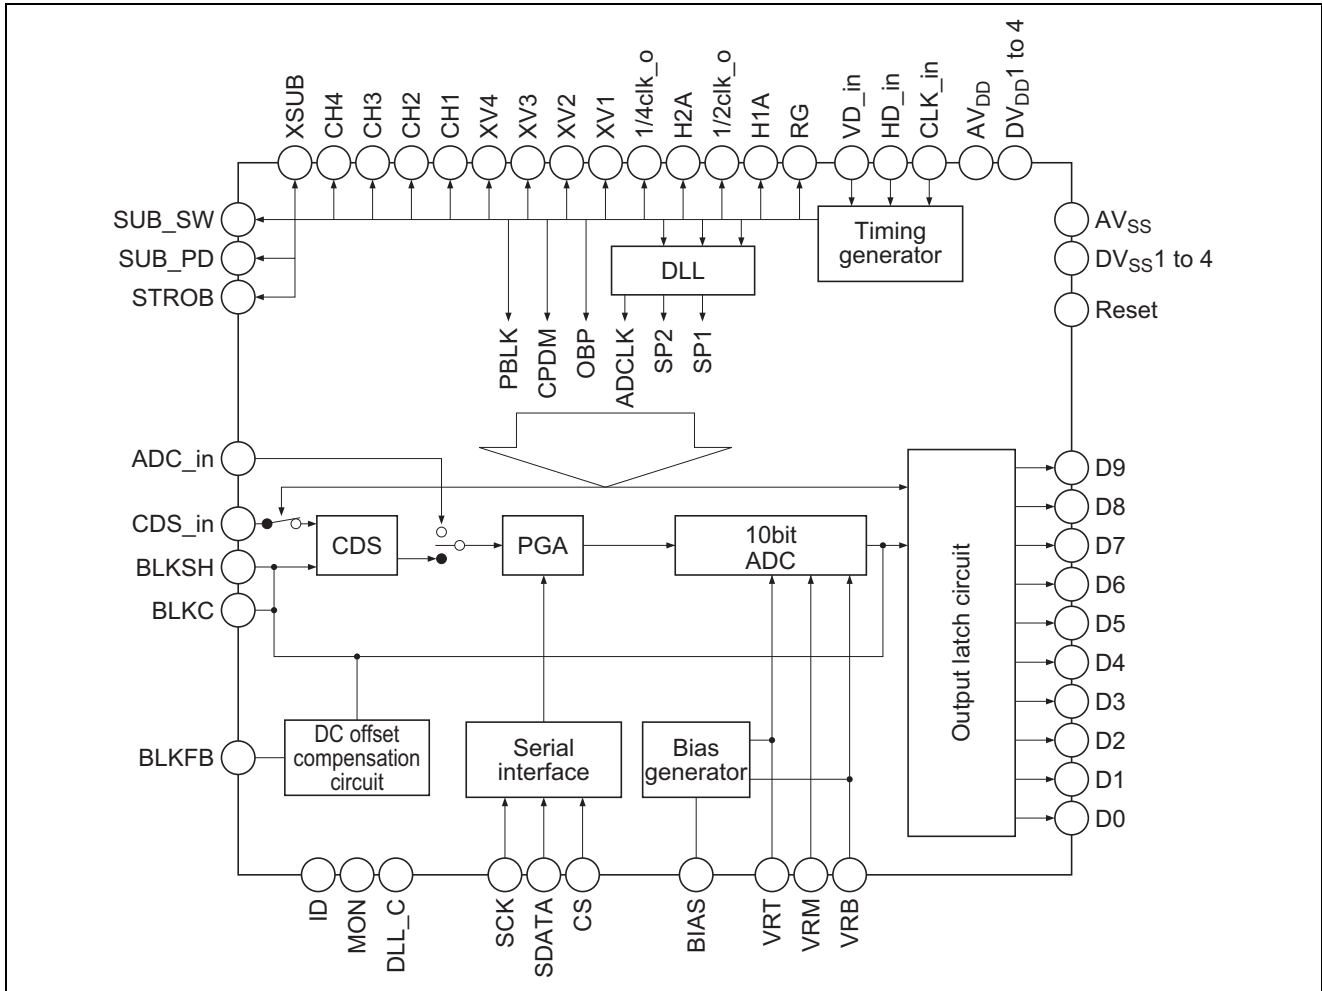 XSUB
CH4
CH3
CH2
CH1
XV4
XV3
XV2
XV1
1/4clk_o
H2A
1/2clk_o
H1A
RG
VD_in
HD_in
CLK_in
AVDD
DVDD1 to 4
SUB_SW
SUB_PD
STROB
Timing
generator
AVSS
DVSS1 to 4
Reset
DLL
PBLK
CPDM
OBP
ADCLK
SP2
SP1
ADC_in
CDS_in
BLKSH
BLKC
BLKFB
CDS
PGA
10bit
ADC
Output latch circuit
D9
D8
D7
D6
D5
D4
D3
D2
D1
D0
DC offset
compensation
circuit
Serial
interface
Bias
generator
ID
MON
DLL_C
SCK
SDATA
CS
BIAS
VRT
VRM
VRB